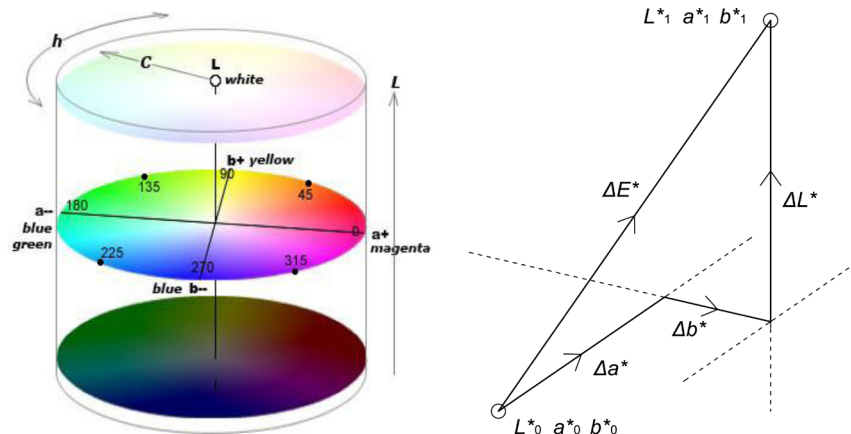 h
C
L
white
L
b+ yellow
90
135
45
180
a--
blue
green
0
a+
magenta
225
270
315
blue b--
L*1 a*1 b*1
ΔE*
ΔL*
Δb*
Δa*
L*0 a*0 b*0